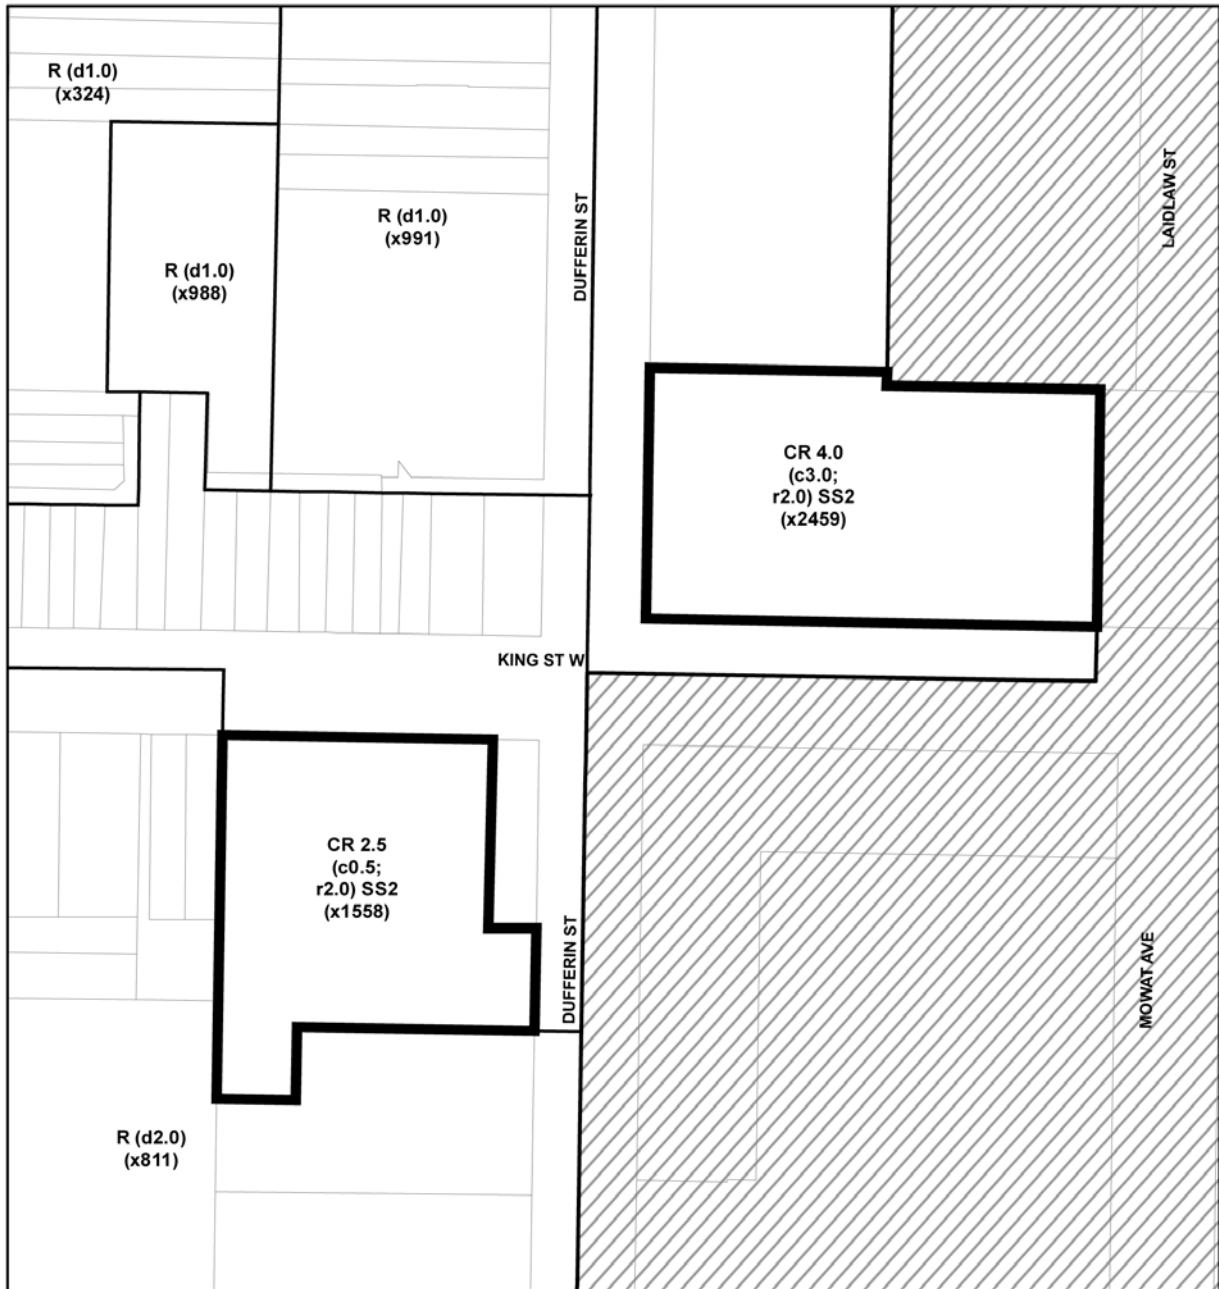 R (d1.0)
(x324)
R (d1.0)
(x991)
R (d1.0)
(x988)
DUFFERIN ST
LAIDLAW ST
CR 4.0
(c3.0;
r2.0) SS2
(x2459)
KING ST W
CR 2.5
(c0.5;
r2.0) SS2
(x1558)
DUFFERIN ST
MOWAT AVE
R (d2.0)
(x811)